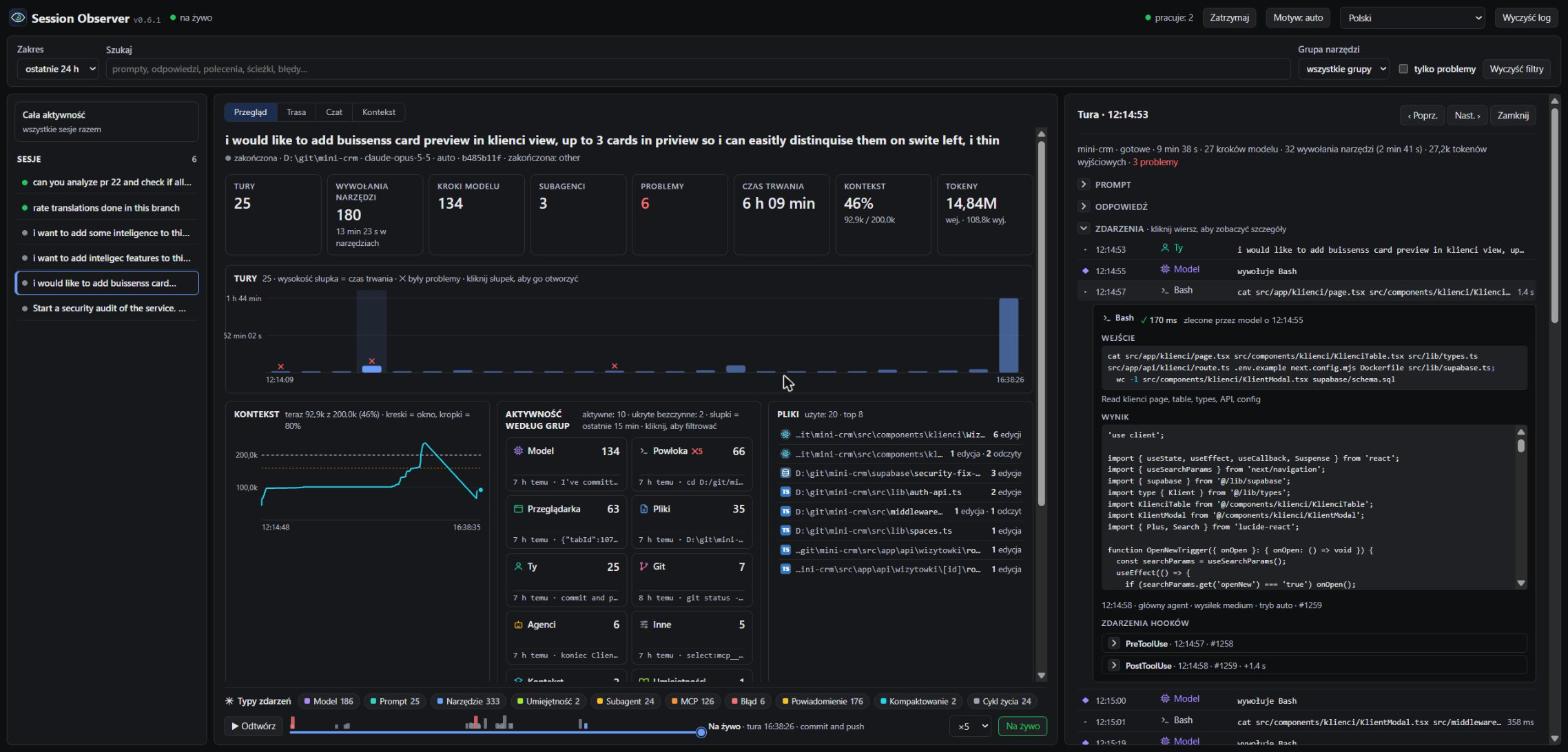 Session Observer v0.6.1 na żywo
pracuje: 2 Zatrzymaj Motyw: auto Polski Wyczyść log
Zakres
Szukaj
Grupa narzędzi
ostatnie 24 h
prompty, odpowiedzi, polecenia, ścieżki, błędy...
wszystkie grupy tylko problemy Wyczyść filtry
Cała aktywność
wszystkie sesje razem
SESJE 6
can you analyze pr 22 and check if all...
rate translations done in this branch
I want to add some inteligence to thi...
I want to add inteligec features to thi...
i would like to add buissenss card...
Start a security audit of the service. ...
Przegląd Trasa Czat Kontekst
i would like to add buissenss card preview in klienci view, up to 3 cards in priview so i can easitly distinquise them on swite left, i thin
zakończona · D:\git\mini-crm · claude-opus-5-5 · auto · b485b11f · zakończona: other
TURY
25
WYWOŁANIA NARZĘDZI
180
13 min 23 s w narzędziach
KROKI MODELU
134
SUBAGENCI
3
PROBLEMY
6
CZAS TRWANIA
6 h 09 min
KONTEKST
46%
92.9k / 200.0k
TOKENY
14,84M
wej. · 108.8k wyj.
TURY 25 · wysokość słupka = czas trwania · ✕ były problemy · kliknij słupek, aby go otworzyć
1 h 44 min
52 min 02 s
12:14:09
16:38:26
KONTEKST teraz 92,9k z 200.0k (46%) · kreski = okno, kropki = 80%
200,0k
100,0k
12:14:48
16:38:35
AKTYWNOŚĆ WEDŁUG GRUP
aktywne: 10 · ukryte bezczynne: 2 · słupki = ostatnie 15 min · kliknij, aby filtrować
Model 134
7 h temu · I've committ...
Powłoka ✕5 66
7 h temu · cd D:/git/mi...
Przeglądarka 63
7 h temu · {"tabId":107...
Pliki 35
7 h temu · D:\git\mini-...
Ty 25
7 h temu · commit and p...
Git 7
8 h temu · git status -...
Agenci 6
7 h temu · koniec Clien...
Inne 5
7 h temu · select:mcp__...
Kontekst 2
Umiejętności 1
PLIKI użyte: 20 · top 8
…it\mini-crm\src\components\klienci\Wiz… 6 edycji
…it\mini-crm\src\components\kl… 1 edycja · 2 odczyty
D:\git\mini-crm\supabase\security-fix-… 3 edycje
D:\git\mini-crm\src\lib\auth-api.ts 2 edycje
D:\git\mini-crm\src\middleware… 1 edycja · 1 odczyt
D:\git\mini-crm\src\lib\spaces.ts 1 edycja
…git\mini-crm\src\app\api\wizytowki\ro… 1 edycja
…ini-crm\src\app\api\wizytowki\[id]\ro… 1 edycja
Typy zdarzeń Model 186 Prompt 25 Narzędzie 333 Umiejętność 2 Subagent 24 MCP 126 Błąd 6 Powiadomienie 176 Kompaktowanie 2 Cykl życia 24
Odtwórz
Na żywo · tura 16:38:26 · commit and push
×5 Na żywo
Tura · 12:14:53
‹ Poprz. Nast. › Zamknij
mini-crm · gotowe · 9 min 38 s · 27 kroków modelu · 32 wywołania narzędzi (2 min 41 s) · 27,2k tokenów
wyjściowych · 3 problemy
PROMPT
ODPOWIEDŹ
ZDARZENIA · kliknij wiersz, aby zobaczyć szczegóły
12:14:53 Ty i would like to add buissenss card preview in klienci view, up…
12:14:55 Model wywołuje Bash
12:14:57 Bash cat src/app/klienci/page.tsx src/components/klienci/Klienci… 1.4 s
Bash ✓ 170 ms zlecone przez model o 12:14:55
WEJŚCIE
cat src/app/klienci/page.tsx src/components/klienci/KlienciTable.tsx src/lib/types.ts
src/app/api/klienci/route.ts .env.example next.config.mjs Dockerfile src/lib/supabase.ts;
wc -l src/components/klienci/KlientModal.tsx supabase/schema.sql
Read klienci page, table, types, API, config
WYNIK
'use client';
import { useState, useEffect, useCallback, Suspense } from 'react';
import { useSearchParams } from 'next/navigation';
import { supabase } from '@/lib/supabase';
import type { Klient } from '@/lib/types';
import KlienciTable from '@/components/klienci/KlienciTable';
import KlientModal from '@/components/klienci/KlientModal';
import { Plus, Search } from 'lucide-react';
function OpenNewTrigger({ onOpen }: { onOpen: () => void }) {
const searchParams = useSearchParams();
useEffect(() => {
if (searchParams.get('openNew') === 'true') onOpen();
12:14:58 · główny agent · wysiłek medium · tryb auto · #1259
ZDARZENIA HOOKÓW
PreToolUse · 12:14:57 · #1258
PostToolUse · 12:14:58 · #1259 · +1.4 s
12:15:00 Model wywołuje Bash
12:15:01 Bash cat src/components/klienci/KlientModal.tsx src/middleware… 358 ms
12:15:19 Model wywołuje Bash